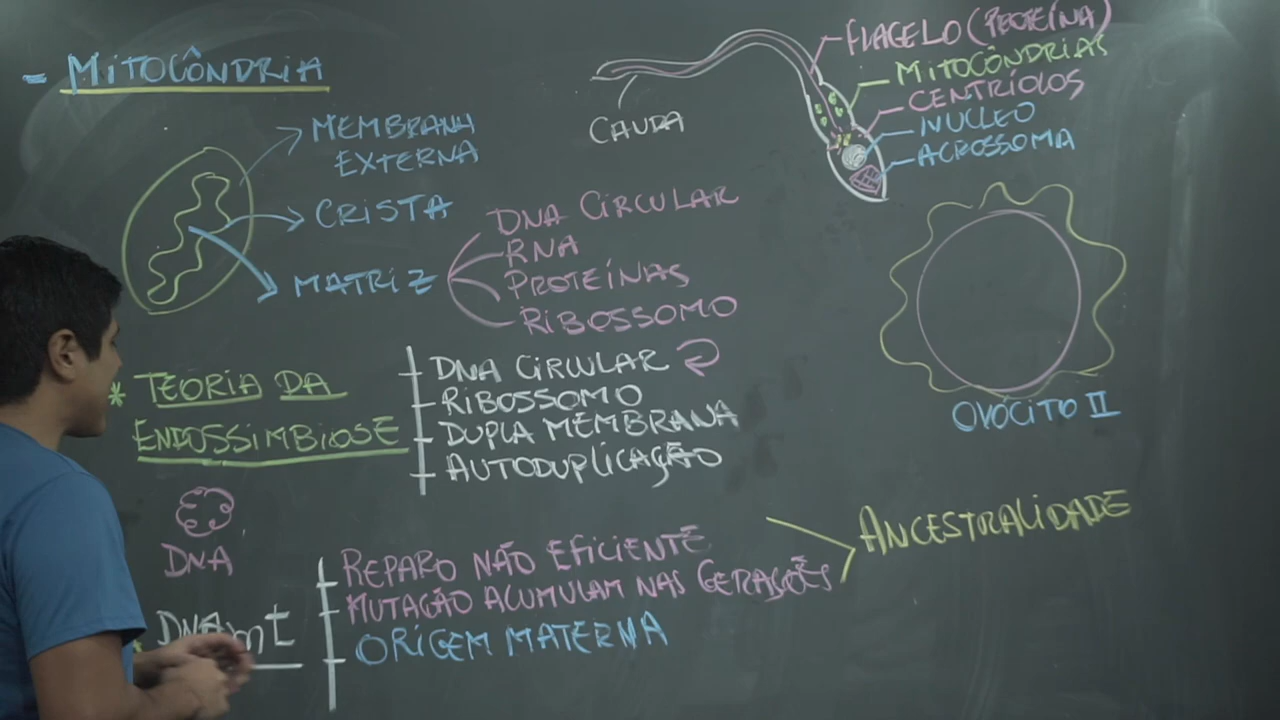 - MITOCÔNDRIA
MEMBRANA
EXTERNA
CRISTA
MATRIZ
DNA CIRCULAR
RNA
PROTEÍNAS
RIBOSSOMO
CAUDA
FLAGELO (PROTEÍNA)
MITOCÔNDRIAS
CENTRÍOLOS
NÚCLEO
ACROSSOMA
OVOCITO II
* TEORIA DA
ENDOSSIMBIOSE
DNA CIRCULAR
RIBOSSOMO
DUPLA MEMBRANA
AUTODUPLICAÇÃO
DNA
DNAmt
REPARO NÃO EFICIENTE
MUTAÇÃO ACUMULAM NAS GERAÇÕES
ORIGEM MATERNA
ANCESTRALIDADE